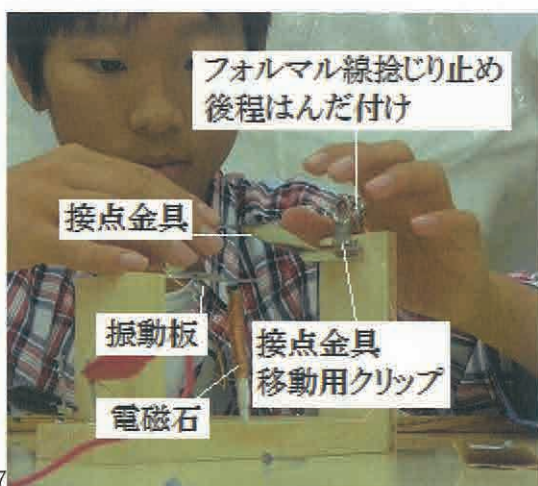 フォルマル線捻じり止め
後程はんだ付け
接点金具
振動板
接点金具
移動用クリップ
電磁石
7